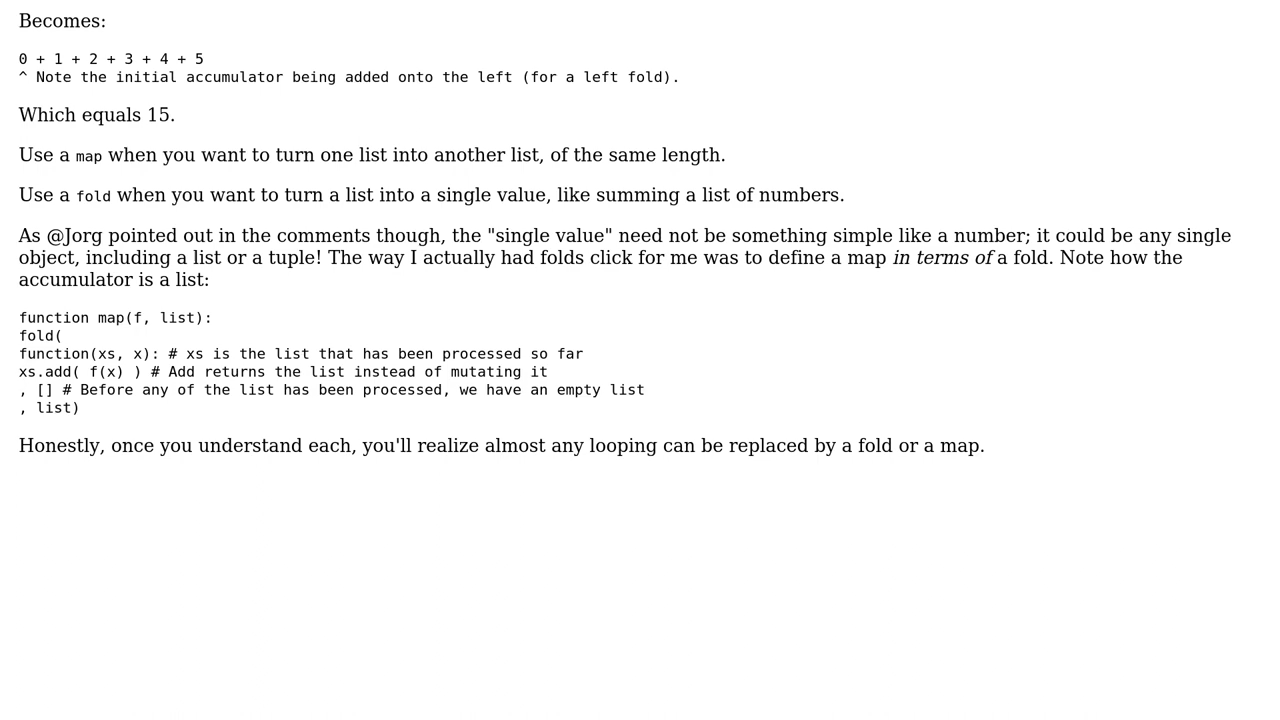 Becomes:
0 + 1 + 2 + 3 + 4 + 5
^ Note the initial accumulator being added onto the left (for a left fold).
Which equals 15.
Use a map when you want to turn one list into another list, of the same length.
Use a fold when you want to turn a list into a single value, like summing a list of numbers.
As @Jorg pointed out in the comments though, the "single value" need not be something simple like a number; it could be any single
object, including a list or a tuple! The way I actually had folds click for me was to define a map in terms of a fold. Note how the
accumulator is a list:
function map(f, list):
fold(
function(xs, x): # xs is the list that has been processed so far
xs.add( f(x) ) # Add returns the list instead of mutating it
, [] # Before any of the list has been processed, we have an empty list
, list)
Honestly, once you understand each, you'll realize almost any looping can be replaced by a fold or a map.